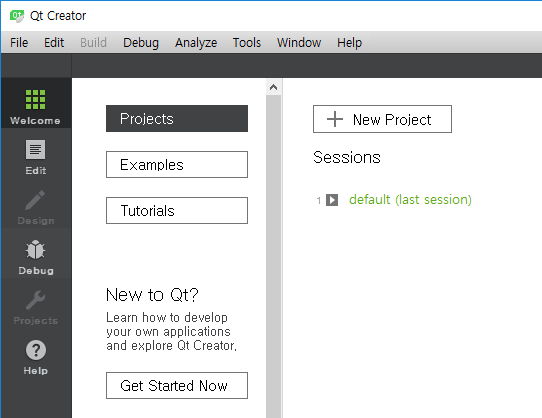 Qt Creator
File Edit Build Debug Analyze Tools Window Help
Welcome
Edit
Design
Debug
Projects
Help
Projects
Examples
Tutorials
New to Qt?
Learn how to develop
your own applications
and explore Qt Creator.
Get Started Now
New Project
Sessions
1 default (last session)